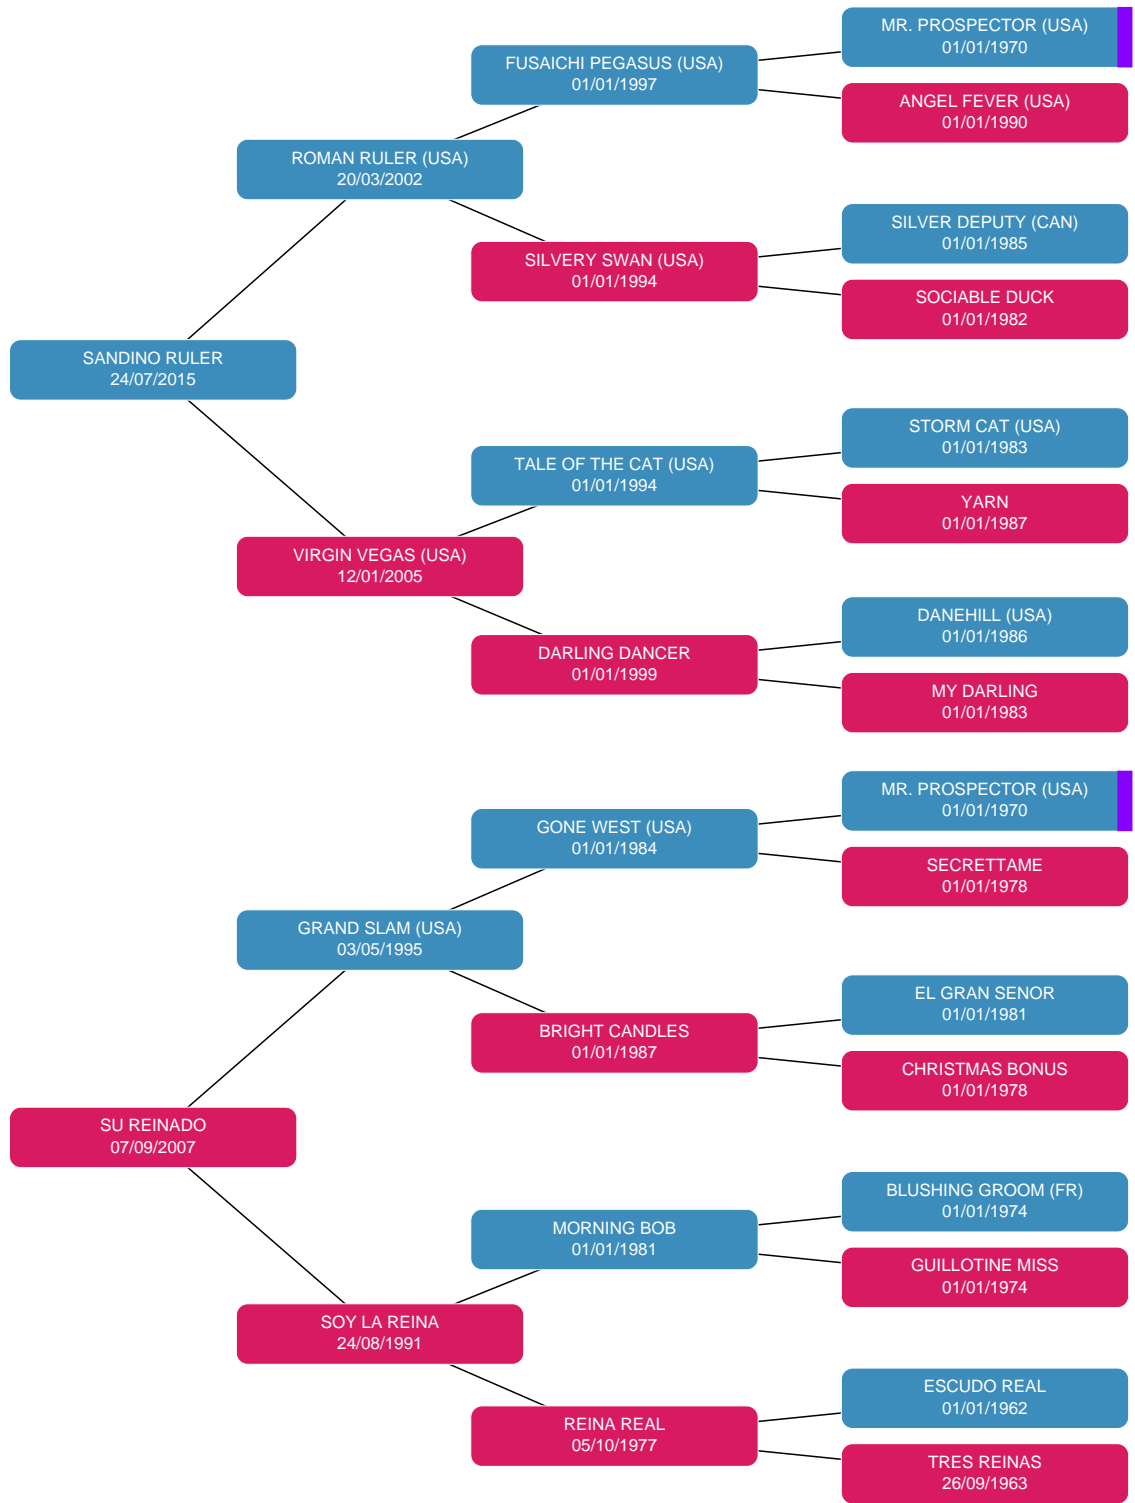 MR. PROSPECTOR (USA)
01/01/1970
FUSAICHI PEGASUS (USA)
01/01/1997
ANGEL FEVER (USA)
01/01/1990
ROMAN RULER (USA)
20/03/2002
SILVER DEPUTY (CAN)
01/01/1985
SILVERY SWAN (USA)
01/01/1994
SOCIABLE DUCK
01/01/1982
SANDINO RULER
24/07/2015
STORM CAT (USA)
01/01/1983
TALE OF THE CAT (USA)
01/01/1994
YARN
01/01/1987
VIRGIN VEGAS (USA)
12/01/2005
DANEHILL (USA)
01/01/1986
DARLING DANCER
01/01/1999
MY DARLING
01/01/1983
MR. PROSPECTOR (USA)
01/01/1970
GONE WEST (USA)
01/01/1984
SECRETTAME
01/01/1978
GRAND SLAM (USA)
03/05/1995
EL GRAN SENOR
01/01/1981
BRIGHT CANDLES
01/01/1987
CHRISTMAS BONUS
01/01/1978
SU REINADO
07/09/2007
BLUSHING GROOM (FR)
01/01/1974
MORNING BOB
01/01/1981
GUILLOTINE MISS
01/01/1974
SOY LA REINA
24/08/1991
ESCUDO REAL
01/01/1962
REINA REAL
05/10/1977
TRES REINAS
26/09/1963